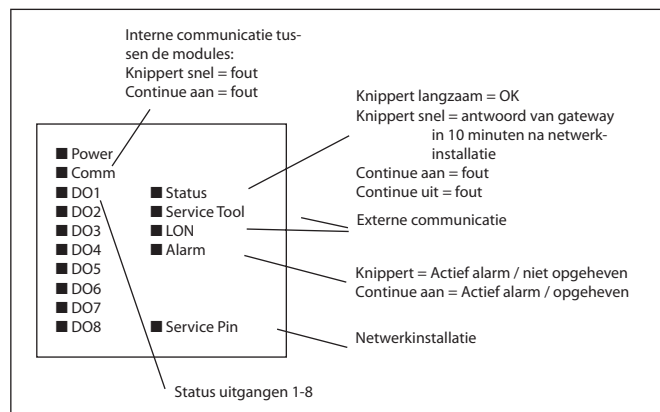 Interne communicatie tus-
sen de modules:
Knippert snel = fout
Continue aan = fout
Knippert langzaam = OK
Knippert snel = antwoord van gateway
in 10 minuten na netwerk-
installatie
Continue aan = fout
Continue uit = fout
Power
Comm
DO1
DO2
DO3
DO4
DO5
DO6
DO7
DO8
Status
Service Tool
LON
Alarm
Service Pin
Externe communicatie
Knippert = Actief alarm / niet opgeheven
Continue aan = Actief alarm / opgeheven
Netwerkinstallatie
Status uitgangen 1-8